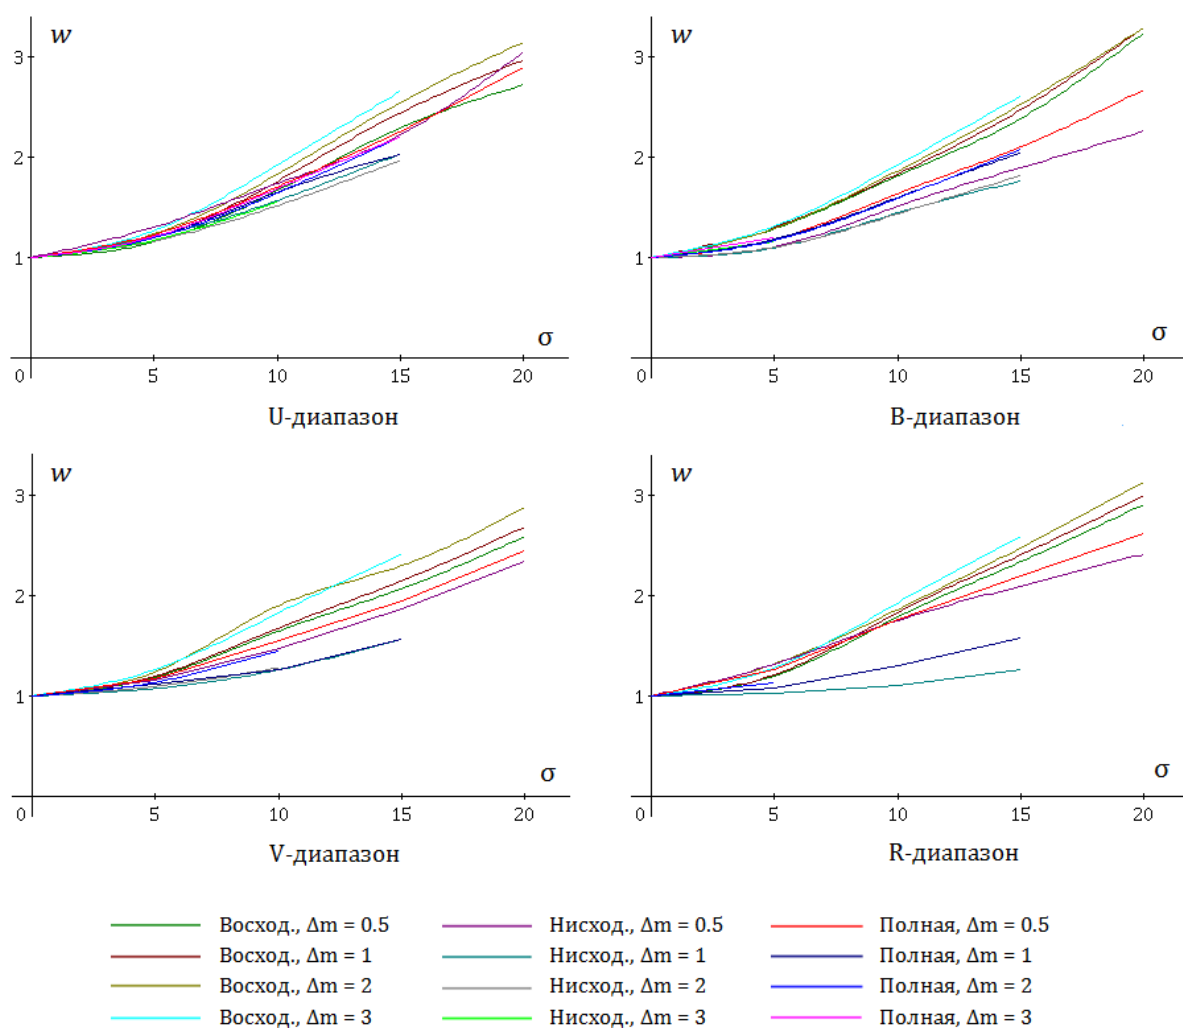 w w
3 3
2 2
1 1
σ σ
0 5 10 15 20 0 5 10 15 20
U-диапазон B-диапазон
w w
3 3
2 2
1 1
σ σ
0 5 10 15 20 0 5 10 15 20
V-диапазон R-диапазон
Восход., Δm = 0.5 Нисход., Δm = 0.5 Полная, Δm = 0.5
Восход., Δm = 1 Нисход., Δm = 1 Полная, Δm = 1
Восход., Δm = 2 Нисход., Δm = 2 Полная, Δm = 2
Восход., Δm = 3 Нисход., Δm = 3 Полная, Δm = 3